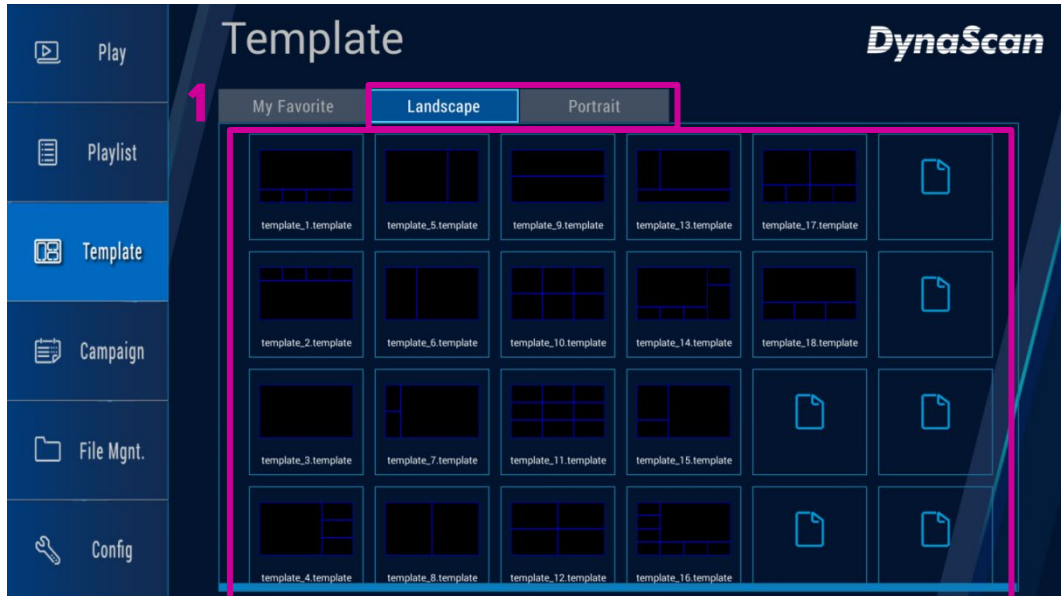 Template
DynaScan
Play
Playlist
Template
Campaign
File Mgnt.
Config
1
My Favorite Landscape Portrait
template_1.template template_5.template template_9.template template_13.template template_17.template
template_2.template template_6.template template_10.template template_14.template template_18.template
template_3.template template_7.template template_11.template template_15.template
template_4.template template_8.template template_12.template template_16.template